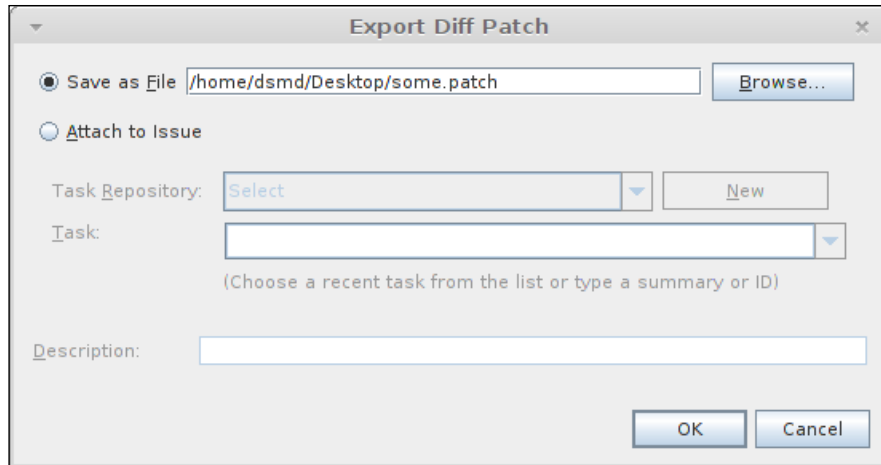 Export Diff Patch
Save as File /home/dsmd/Desktop/some.patch Browse...
Attach to Issue
Task Repository: Select New
Task:
(Choose a recent task from the list or type a summary or ID)
Description:
OK Cancel